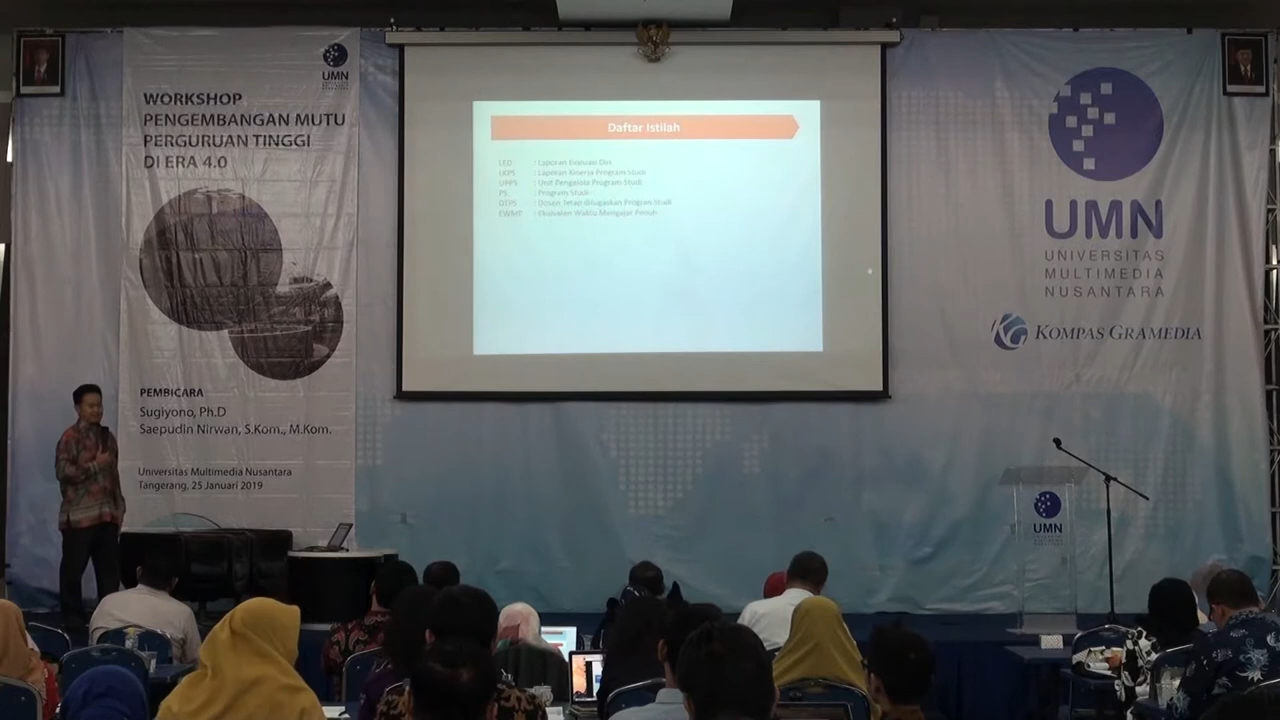 UMN
WORKSHOP
PENGEMBANGAN MUTU
PERGURUAN TINGGI
DI ERA 4.0
PEMBICARA
Sugiyono, Ph.D
Saepudin Nirwan, S.Kom., M.Kom.
Universitas Multimedia Nusantara
Tangerang, 25 Januari 2019
Daftar Istilah
LED : Laporan Evaluasi Diri
LKPS : Laporan Kinerja Program Studi
UPPS : Unit Pengelola Program Studi
PS : Program Studi
DTPS : Dosen Tetap ditugaskan Program Studi
EWMP : Ekuivalen Waktu Mengajar Penuh
UMN
UNIVERSITAS
MULTIMEDIA
NUSANTARA
KG KOMPAS GRAMEDIA
UMN